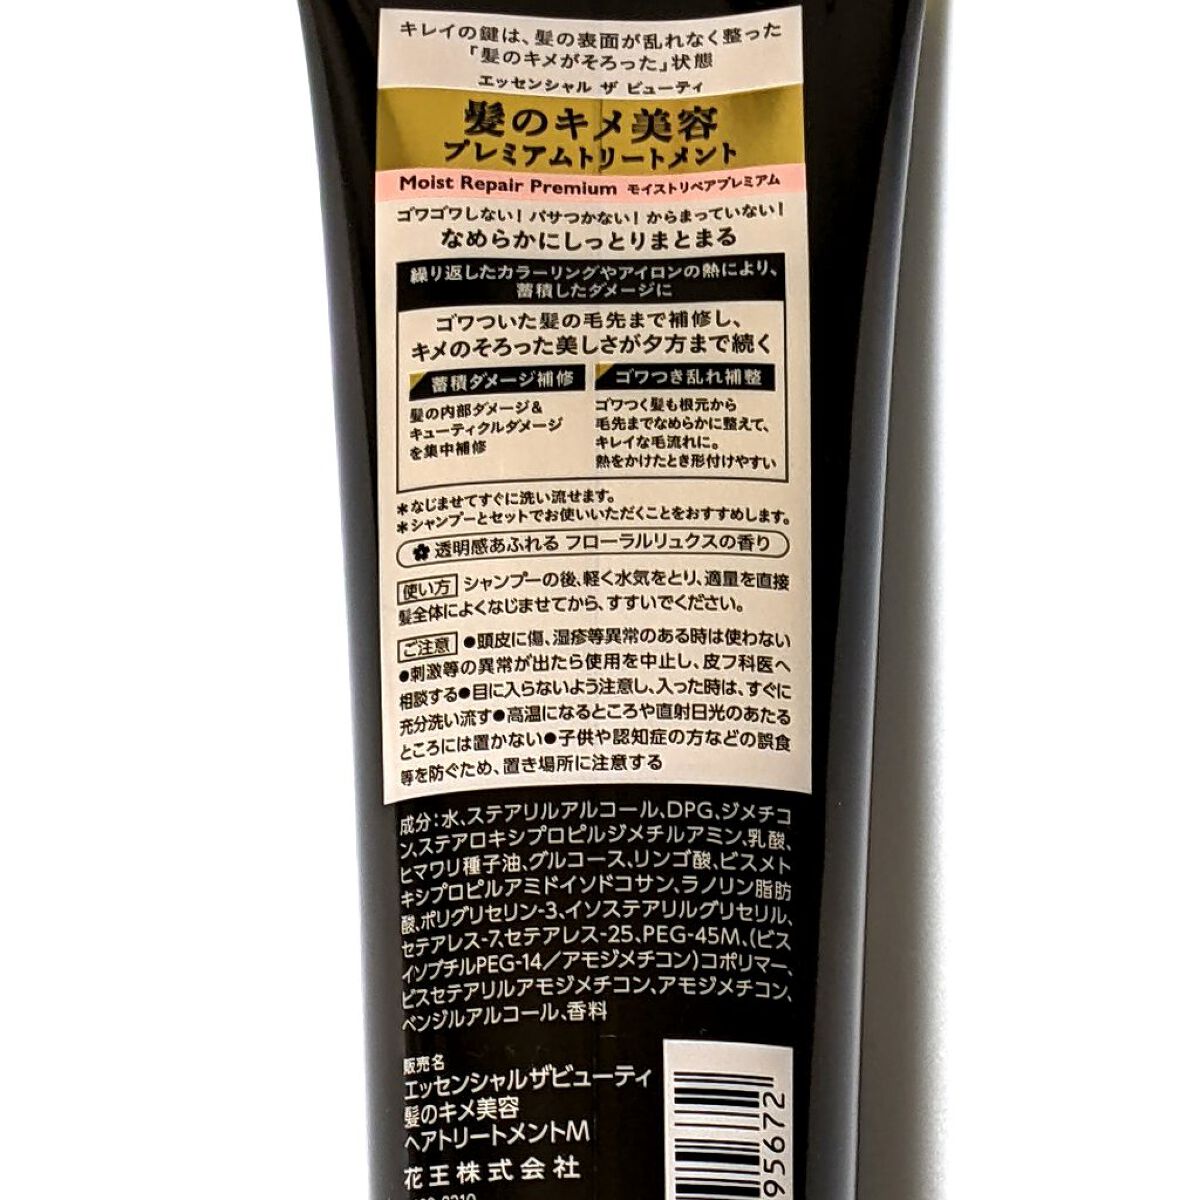 キレイの鍵は、髪の表面が乱れなく整った
「髪のキメがそろった」状態
エッセンシャル ザ ビューティ
髪のキメ美容
プレミアムトリートメント
Moist Repair Premium モイストリペアプレミアム
ゴワゴワしない！パサつかない！からまっていない！
なめらかにしっとりまとまる
繰り返したカラーリングやアイロンの熱により、
蓄積したダメージに
ゴワついた髪の毛先まで補修し、
キメのそろった美しさが夕方まで続く
蓄積ダメージ補修
髪の内部ダメージ&
キューティクルダメージ
を集中補修
ゴワつき乱れ補整
ゴワつく髪も根元から
毛先までなめらかに整えて、
キレイな毛流れに。
熱をかけたとき形付けやすい
*なじませてすぐに洗い流せます。
*シャンプーとセットでお使いいただくことをおすすめします。
透明感あふれる フローラルリュクスの香り
使い方 シャンプーの後、軽く水気をとり、適量を直接
髪全体によくなじませてから、すすいでください。
ご注意 ●頭皮に傷、湿疹等異常のある時は使わない
●刺激等の異常が出たら使用を中止し、皮フ科医へ
相談する●目に入らないよう注意し、入った時は、すぐに
充分洗い流す●高温になるところや直射日光のあたる
ところには置かない●子供や認知症の方などの誤食
等を防ぐため、置き場所に注意する
成分：水、ステアリルアルコール、DPG、ジメチコ
ン、ステアロキシプロピルジメチルアミン、乳酸、
ヒマワリ種子油、グルコース、リンゴ酸、ビスメト
キシプロピルアミドイソドコサン、ラノリン脂肪
酸、ポリグリセリン-3、イソステアリルグリセリル、
セテアレス-7、セテアレス-25、PEG-45M、(ビス
イソブチルPEG-14／アモジメチコン)コポリマー、
ビスセテアリルアモジメチコン、アモジメチコン、
ベンジルアルコール、香料
販売名
エッセンシャルザビューティ
髪のキメ美容
ヘアトリートメントM
花王株式会社
95672